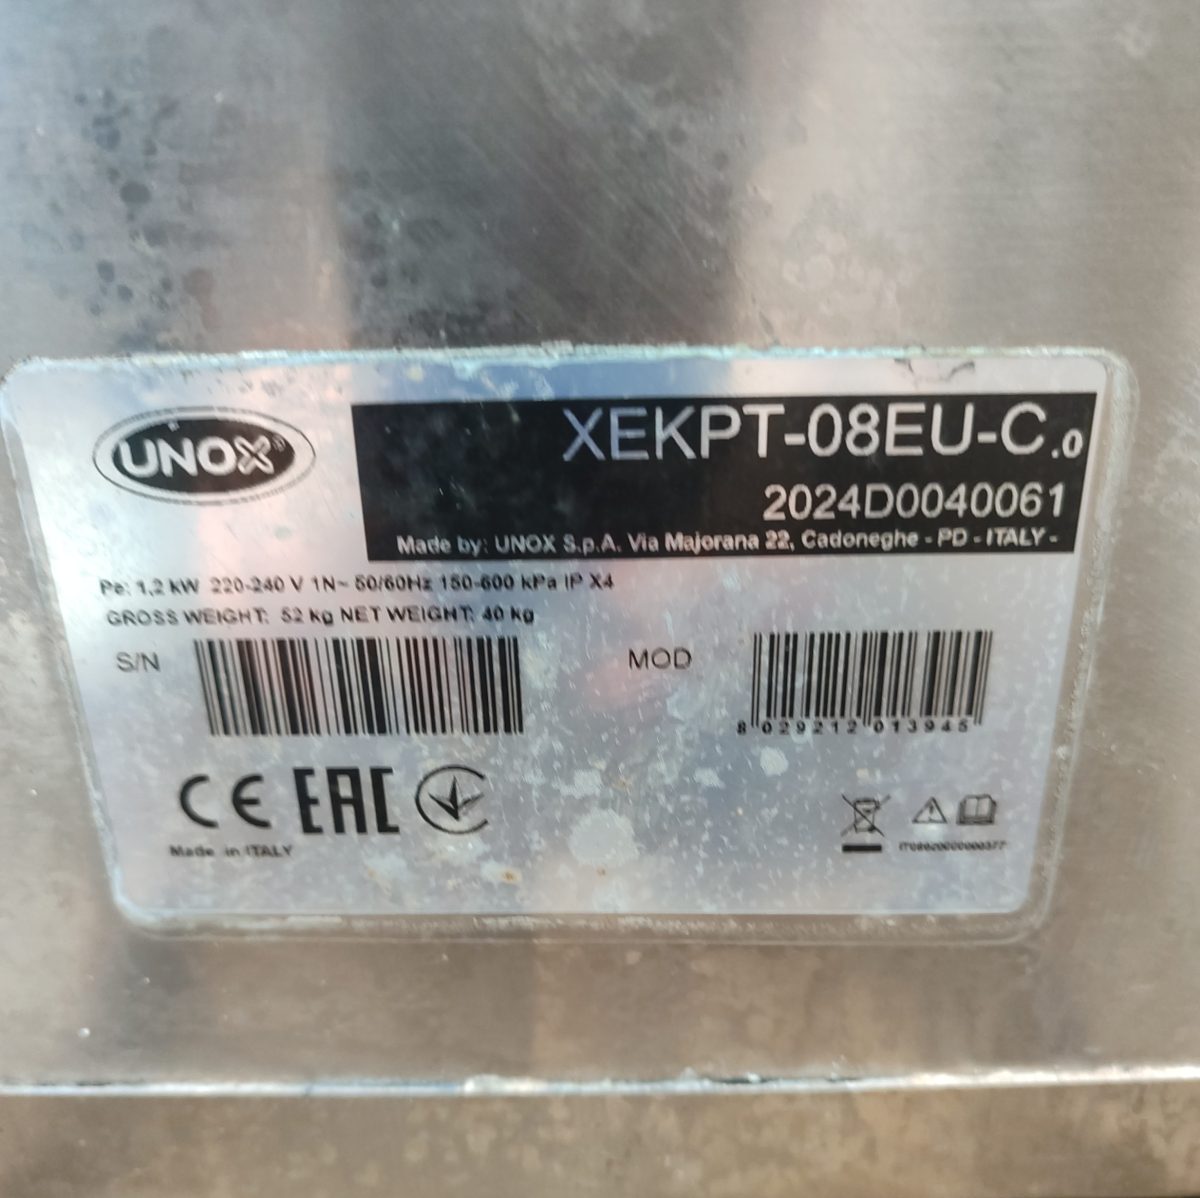 UNOX®
XEKPT-08EU-C.0
2024D0040061
Made by: UNOX S.p.A. Via Majorana 22, Cadoneghe - PD - ITALY -
Pe: 1,2 kW 220-240 V 1N~ 50/60Hz 150-600 kPa IP X4
GROSS WEIGHT: 52 kg NET WEIGHT: 40 kg
S/N
MOD
8 029212 013945
CE EAC
Made in ITALY